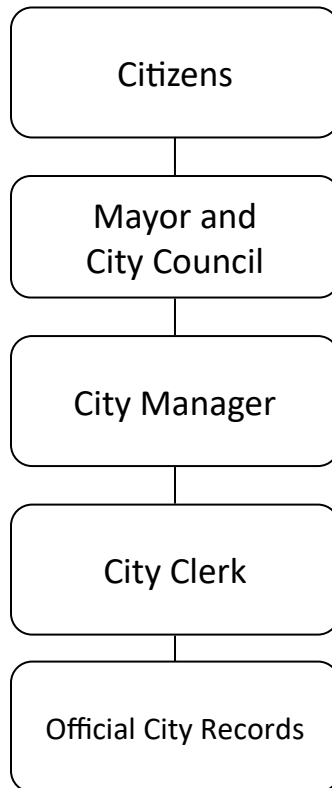 Citizens
Mayor and
City Council
City Manager
City Clerk
Official City Records